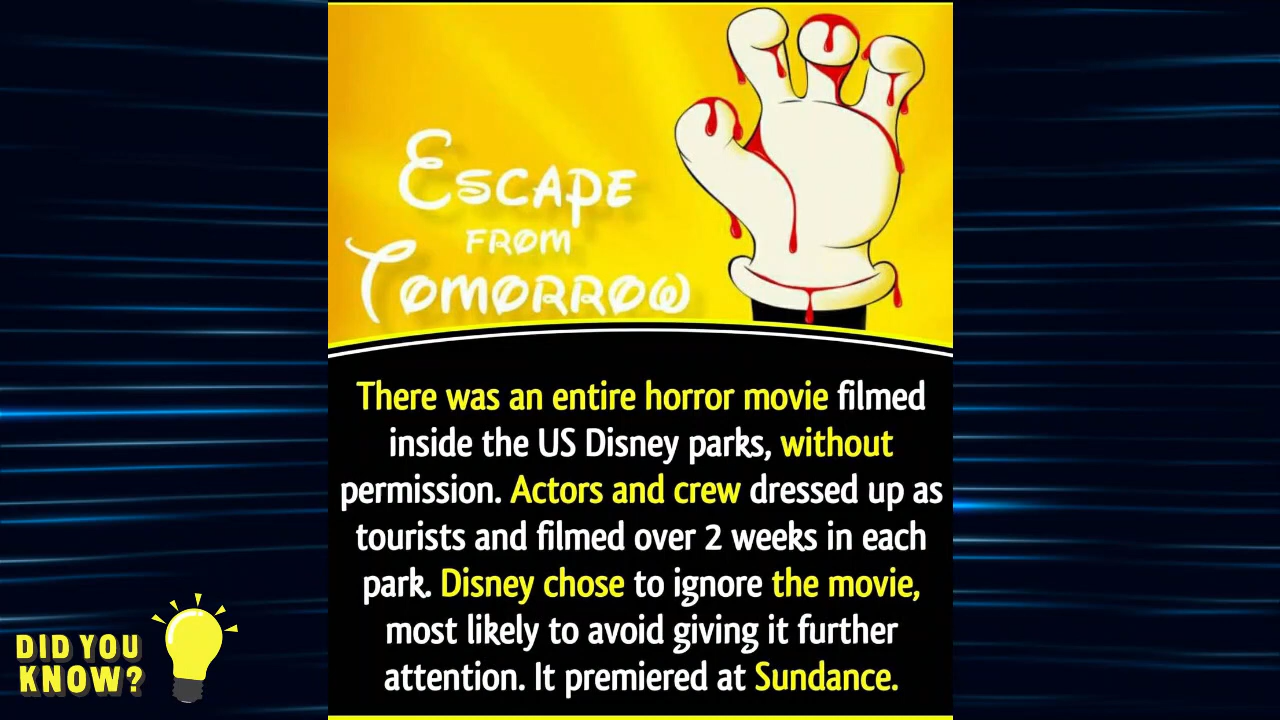 Escape
from
Tomorrow
There was an entire horror movie filmed
inside the US Disney parks, without
permission. Actors and crew dressed up as
tourists and filmed over 2 weeks in each
park. Disney chose to ignore the movie,
most likely to avoid giving it further
attention. It premiered at Sundance.
DID YOU
KNOW?